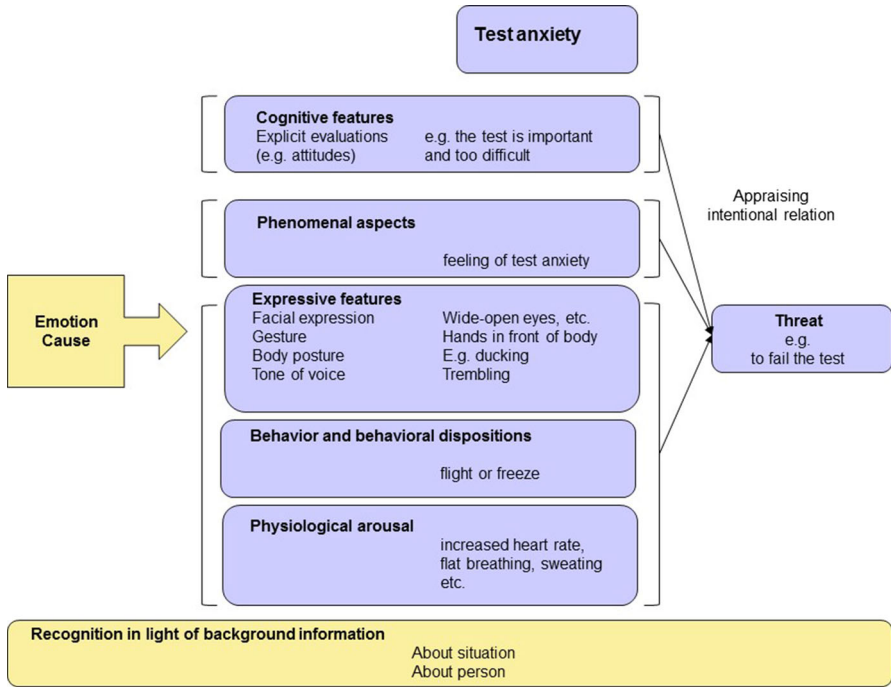 Test anxiety
Cognitive features
Explicit evaluations e.g. the test is important
(e.g. attitudes) and too difficult
Appraising
intentional relation
Phenomenal aspects
feeling of test anxiety
Emotion
Cause
Expressive features
Facial expression Wide-open eyes, etc.
Gesture Hands in front of body
Body posture E.g. ducking
Tone of voice Trembling
Threat
e.g.
to fail the test
Behavior and behavioral dispositions
flight or freeze
Physiological arousal
increased heart rate,
flat breathing, sweating
etc.
Recognition in light of background information
About situation
About person